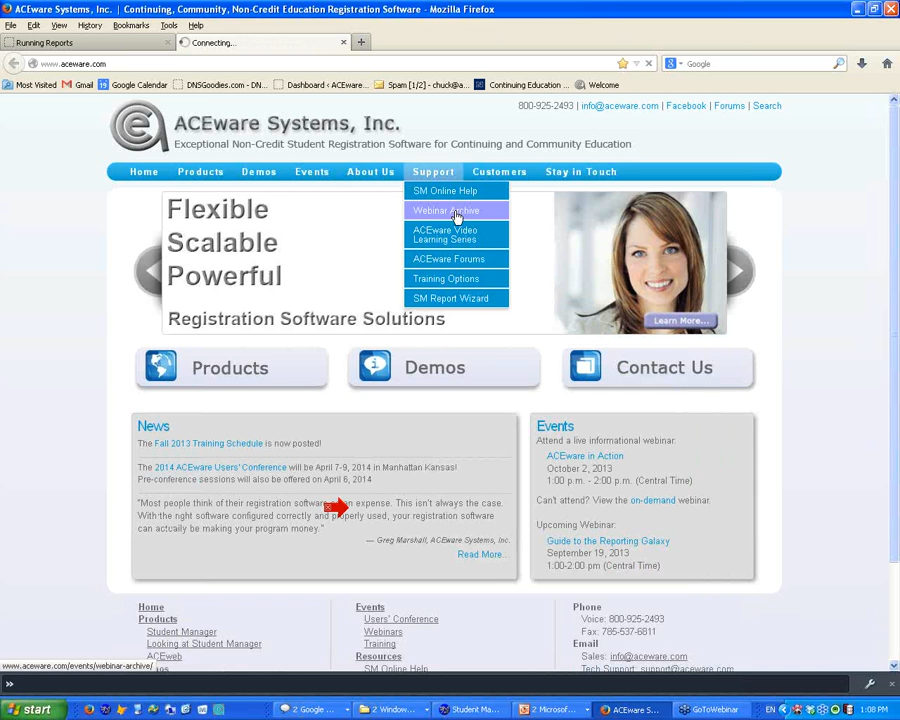 ACEware Systems, Inc. | Continuing, Community, Non-Credit Education Registration Software - Mozilla Firefox
File Edit View History Bookmarks Tools Help
Running Reports × Connecting... × +
www.aceware.com Google
Most Visited Gmail Google Calendar DNSGoodies.com - DN... Dashboard ‹ ACEware... Spam [1/2] - chuck@a... Continuing Education ... Welcome
800-925-2493 | info@aceware.com | Facebook | Forums | Search
ACEware Systems, Inc.
Exceptional Non-Credit Student Registration Software for Continuing and Community Education
Home Products Demos Events About Us Support Customers Stay in Touch
SM Online Help
Webinar Archive
ACEware Video
Learning Series
ACEware Forums
Training Options
SM Report Wizard
Flexible
Scalable
Powerful
Registration Software Solutions
Learn More...
Products Demos Contact Us
News
The Fall 2013 Training Schedule is now posted!
The 2014 ACEware Users' Conference will be April 7-9, 2014 in Manhattan Kansas!
Pre-conference sessions will also be offered on April 6, 2014
"Most people think of their registration software expense. This isn't always the case.
With the right software configured correctly and properly used, your registration software
can actually be making your program money."
— Greg Marshall, ACEware Systems, Inc.
Read More...
Events
Attend a live informational webinar:
ACEware in Action
October 2, 2013
1:00 p.m. - 2:00 p.m. (Central Time)
Can't attend? View the on-demand webinar.
Upcoming Webinar:
Guide to the Reporting Galaxy
September 19, 2013
1:00-2:00 pm (Central Time)
Home
Products
Student Manager
Looking at Student Manager
ACEweb
Events
Users' Conference
Webinars
Training
Resources
SM Online Help
Phone
Voice: 800-925-2493
Fax: 785-537-6811
Email
Sales: info@aceware.com
Tech Support: support@aceware.com
www.aceware.com/events/webinar-archive/
start 2 Google ... 2 Window... Student Ma... 2 Microsof... ACEware S... GoToWebinar EN 1:08 PM